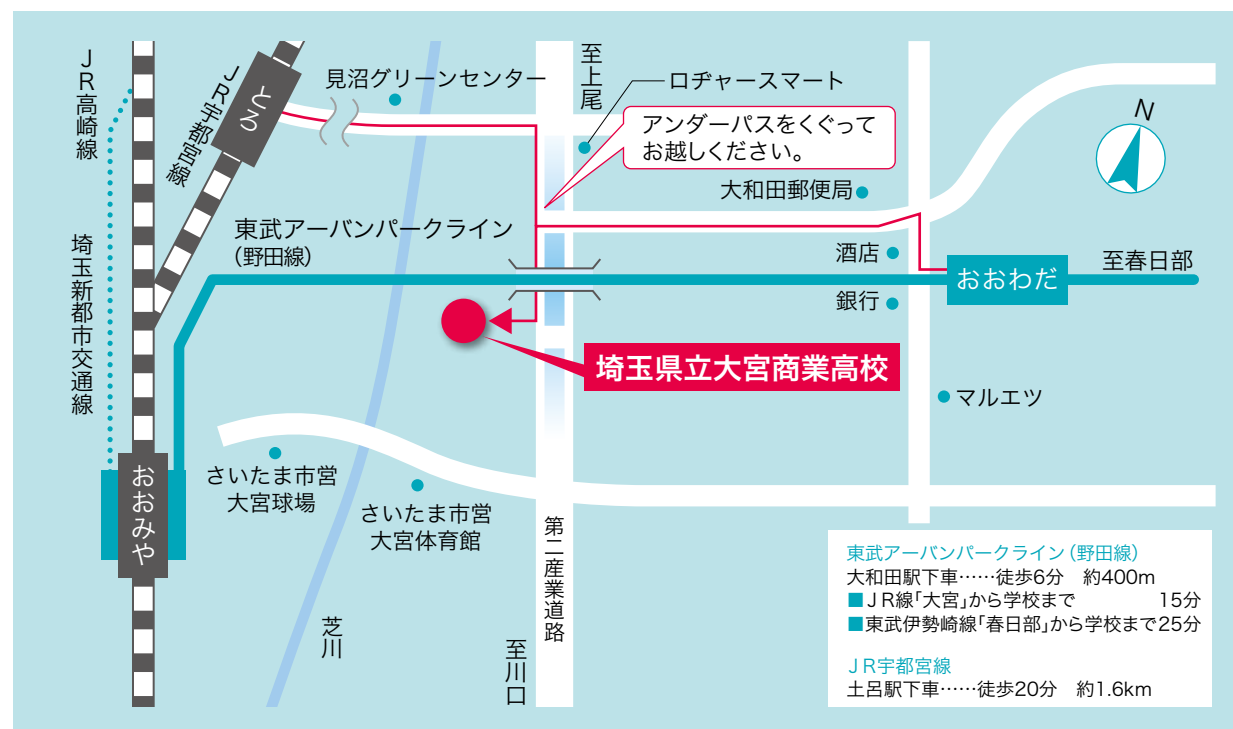 JR高崎線
とろ
JR宇都宮線
見沼グリーンセンター
至上尾
ロヂャースマート
アンダーパスをくぐって
お越しください。
N
大和田郵便局
東武アーバンパークライン
（野田線）
埼玉新都市交通線
酒店
おおわだ
至春日部
銀行
埼玉県立大宮商業高校
マルエツ
おおみや
さいたま市営
大宮球場
さいたま市営
大宮体育館
第二産業道路
芝川
至川口
東武アーバンパークライン（野田線）
大和田駅下車……徒歩6分　約400m
■JR線「大宮」から学校まで　15分
■東武伊勢崎線「春日部」から学校まで25分
JR宇都宮線
土呂駅下車……徒歩20分　約1.6km